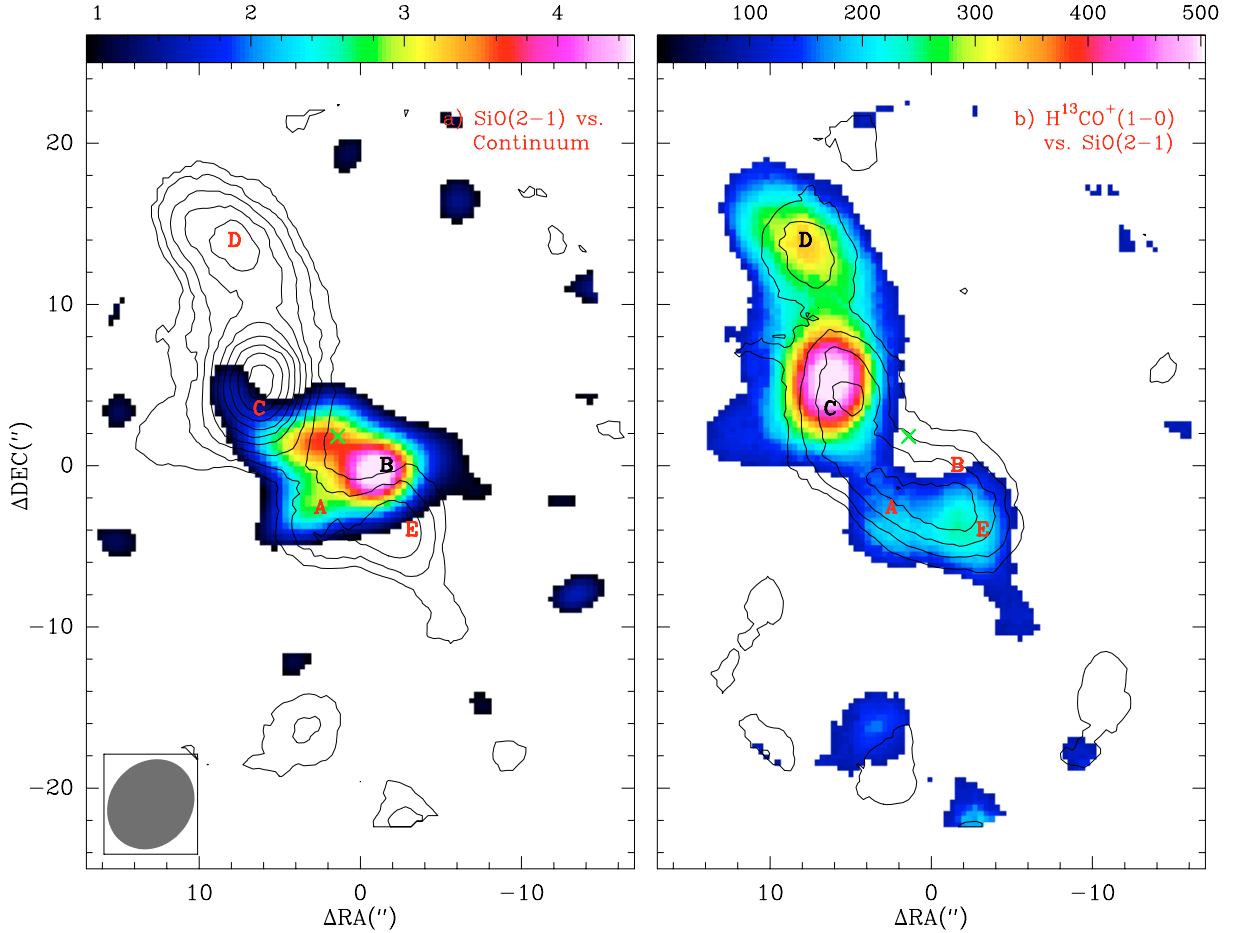 1 2 3 4
100 200 300 400 500
a) SiO(2−1) vs.
Continuum
b) H¹³CO⁺(1−0)
vs. SiO(2−1)
20
10
0
−10
−20
ΔDEC(″)
D
C
B
A
E
D
C
B
A
E
10 0 −10
10 0 −10
ΔRA(″)
ΔRA(″)